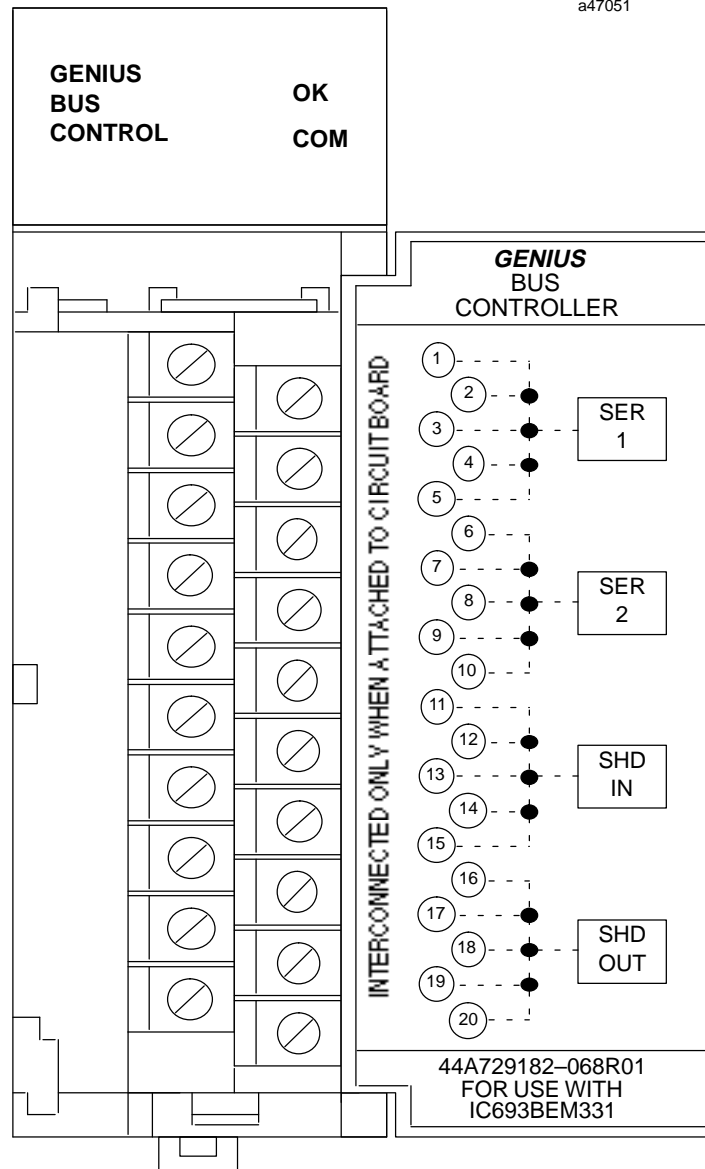 a47051
GENIUS
BUS
CONTROL
OK
COM
GENIUS
BUS
CONTROLLER
INTERCONNECTED ONLY WHEN ATTACHED TO CIRCUIT BOARD
1
2
3
4
5
SER
1
6
7
8
9
10
SER
2
11
12
13
14
15
SHD
IN
16
17
18
19
20
SHD
OUT
44A729182–068R01
FOR USE WITH
IC693BEM331